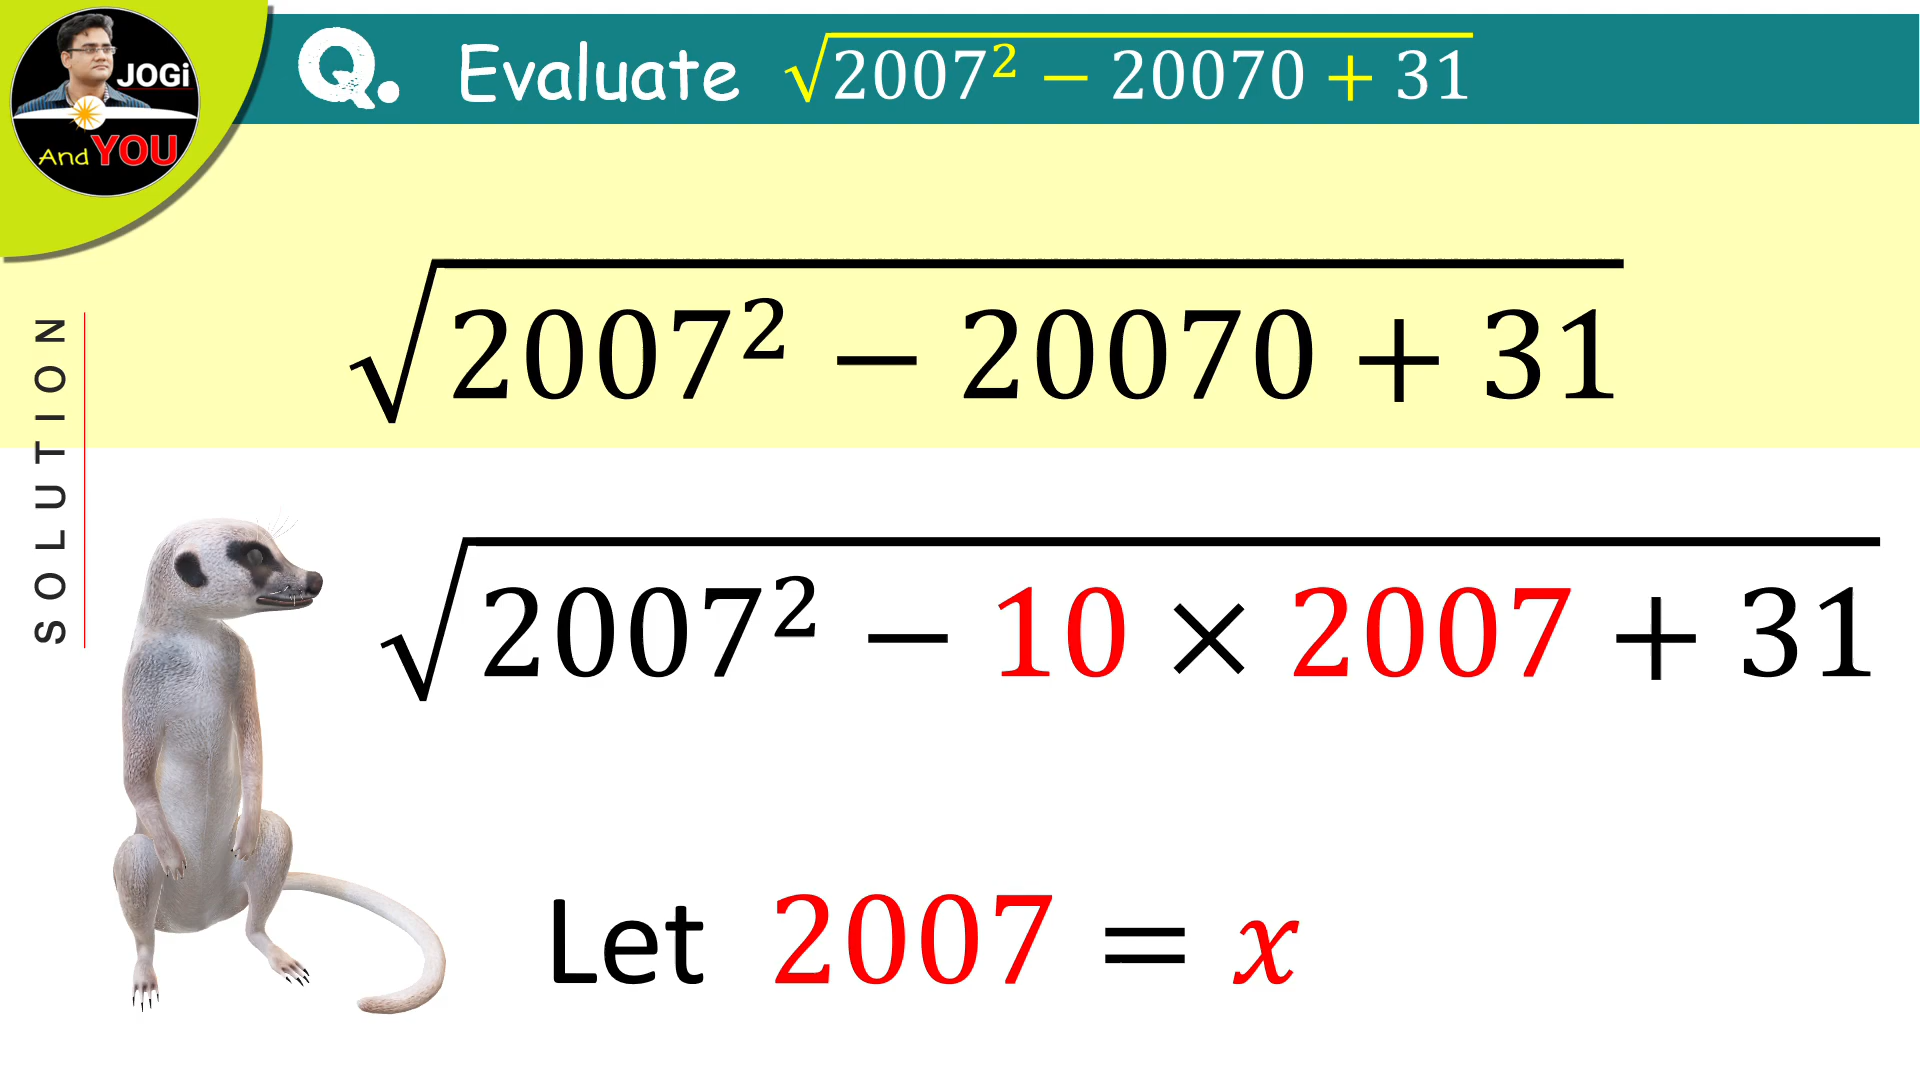 JOGi
And YOU
Q. Evaluate √2007² − 20070 + 31
SOLUTION
√2007² − 20070 + 31
√2007² − 10 × 2007 + 31
Let 2007 = x